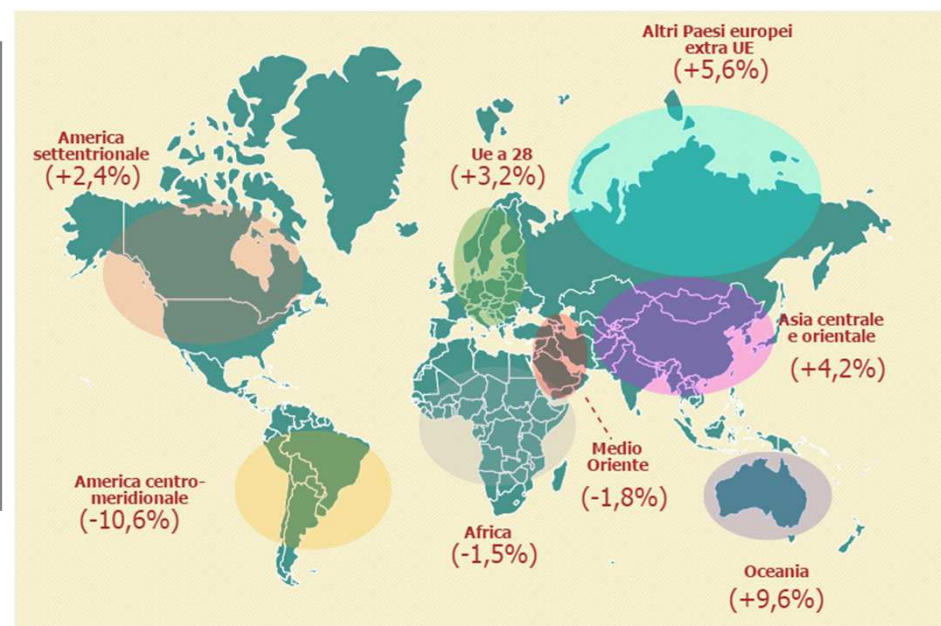 Altri Paesi europei
extra UE
(+5,6%)
America
settentrionale
(+2,4%)
Ue a 28
(+3,2%)
Asia centrale
e orientale
(+4,2%)
Medio
Oriente
(-1,8%)
America centro-
meridionale
(-10,6%)
Africa
(-1,5%)
Oceania
(+9,6%)